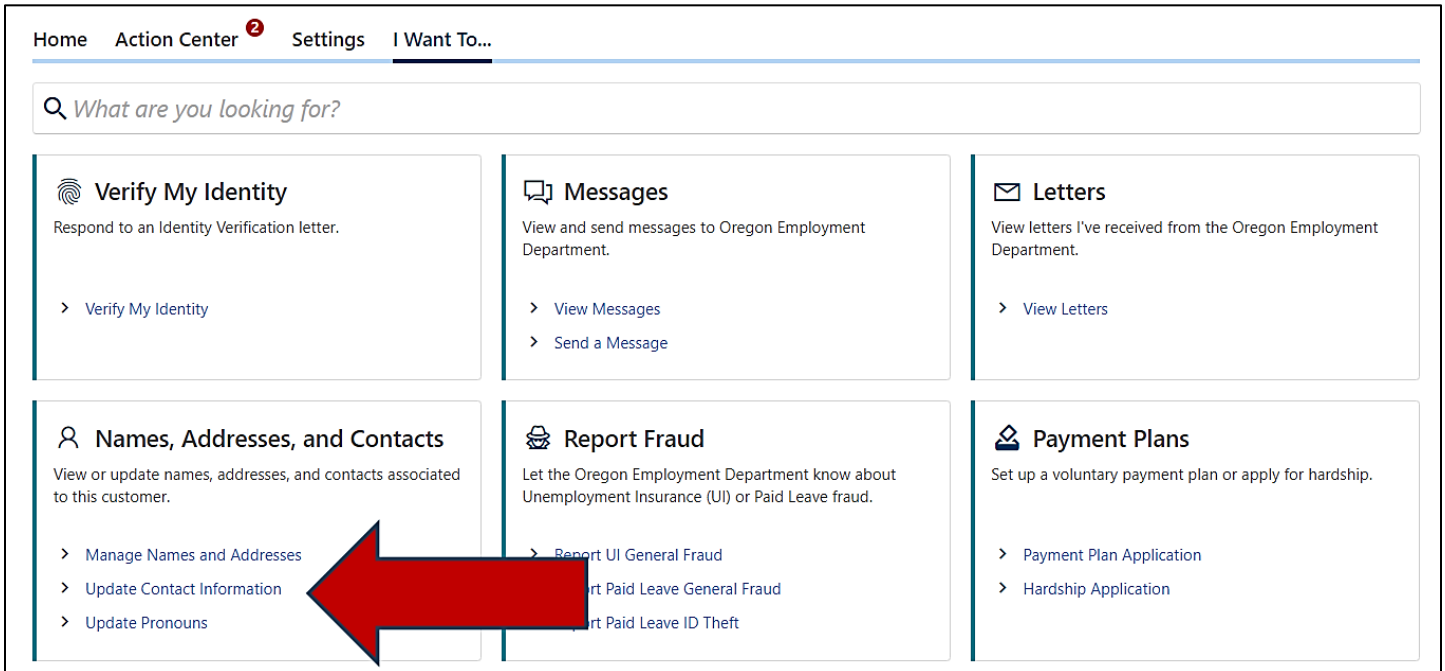 Home Action Center 2 Settings I Want To...
What are you looking for?
Verify My Identity
Respond to an Identity Verification letter.
Verify My Identity
Messages
View and send messages to Oregon Employment
Department.
View Messages
Send a Message
Letters
View letters I've received from the Oregon Employment
Department.
View Letters
Names, Addresses, and Contacts
View or update names, addresses, and contacts associated
to this customer.
Manage Names and Addresses
Update Contact Information
Update Pronouns
Report Fraud
Let the Oregon Employment Department know about
Unemployment Insurance (UI) or Paid Leave fraud.
Report UI General Fraud
Paid Leave General Fraud
Paid Leave ID Theft
Payment Plans
Set up a voluntary payment plan or apply for hardship.
Payment Plan Application
Hardship Application